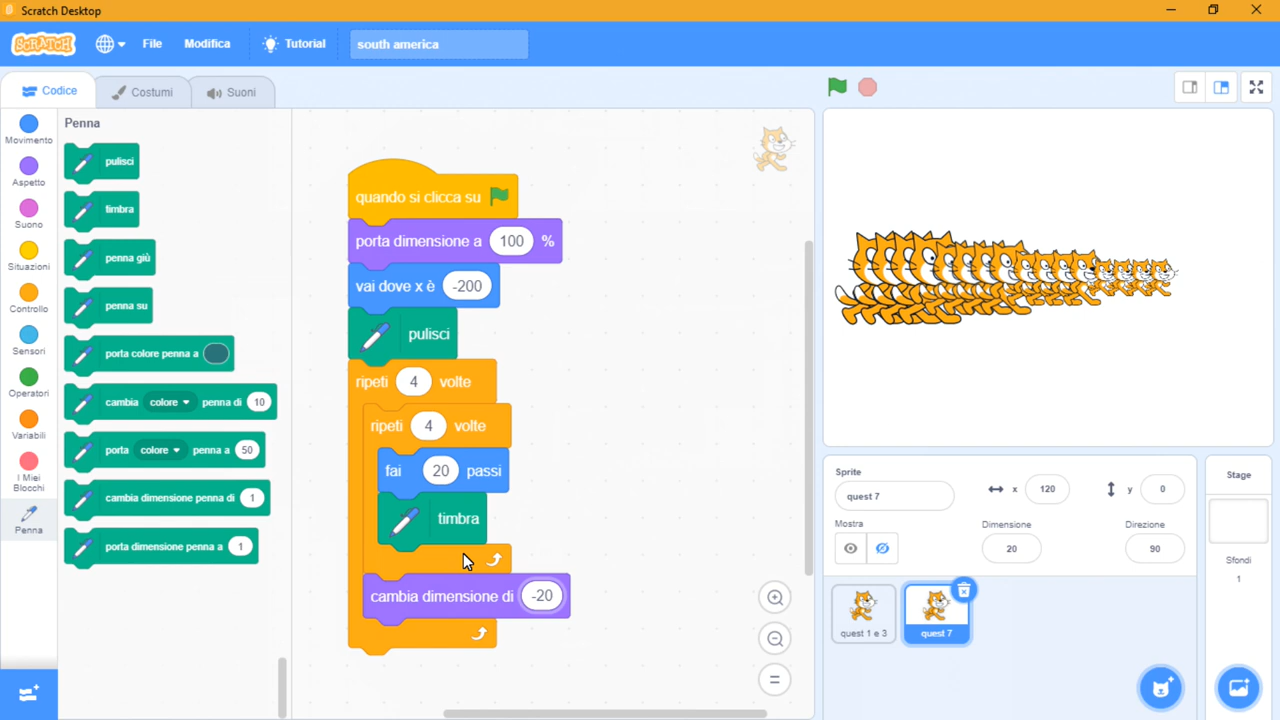 Scratch Desktop
SCRATCH
File
Modifica
Tutorial
south america
Codice
Costumi
Suoni
Movimento
Aspetto
Suono
Situazioni
Controllo
Sensori
Operatori
Variabili
I Miei
Blocchi
Penna
Penna
pulisci
timbra
penna giù
penna su
porta colore penna a
cambia colore penna di 10
porta colore penna a 50
cambia dimensione penna di 1
porta dimensione penna a 1
quando si clicca su
porta dimensione a 100 %
vai dove x è -200
pulisci
ripeti 4 volte
ripeti 4 volte
fai 20 passi
timbra
cambia dimensione di -20
Sprite
quest 7
x 120
y 0
Mostra
Dimensione
20
Direzione
90
quest 1 e 3
quest 7
Stage
Sfondi
1